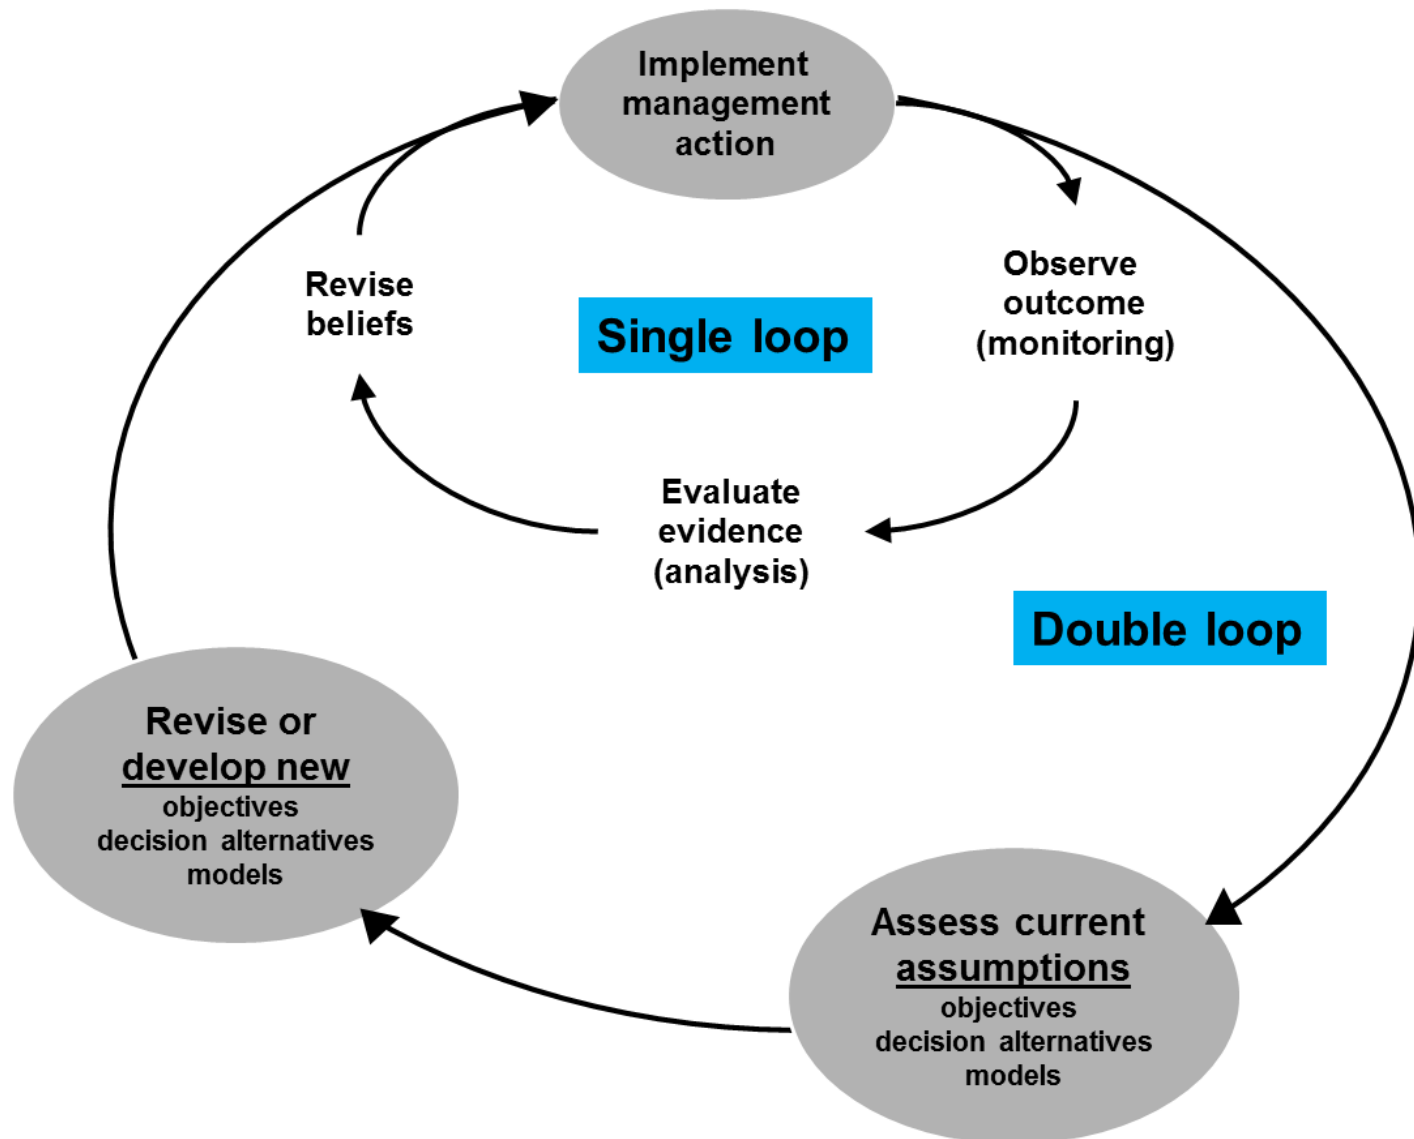 Implement
management
action
Observe
outcome
(monitoring)
Revise
beliefs
Single loop
Evaluate
evidence
(analysis)
Double loop
Revise or
develop new
objectives
decision alternatives
models
Assess current
assumptions
objectives
decision alternatives
models